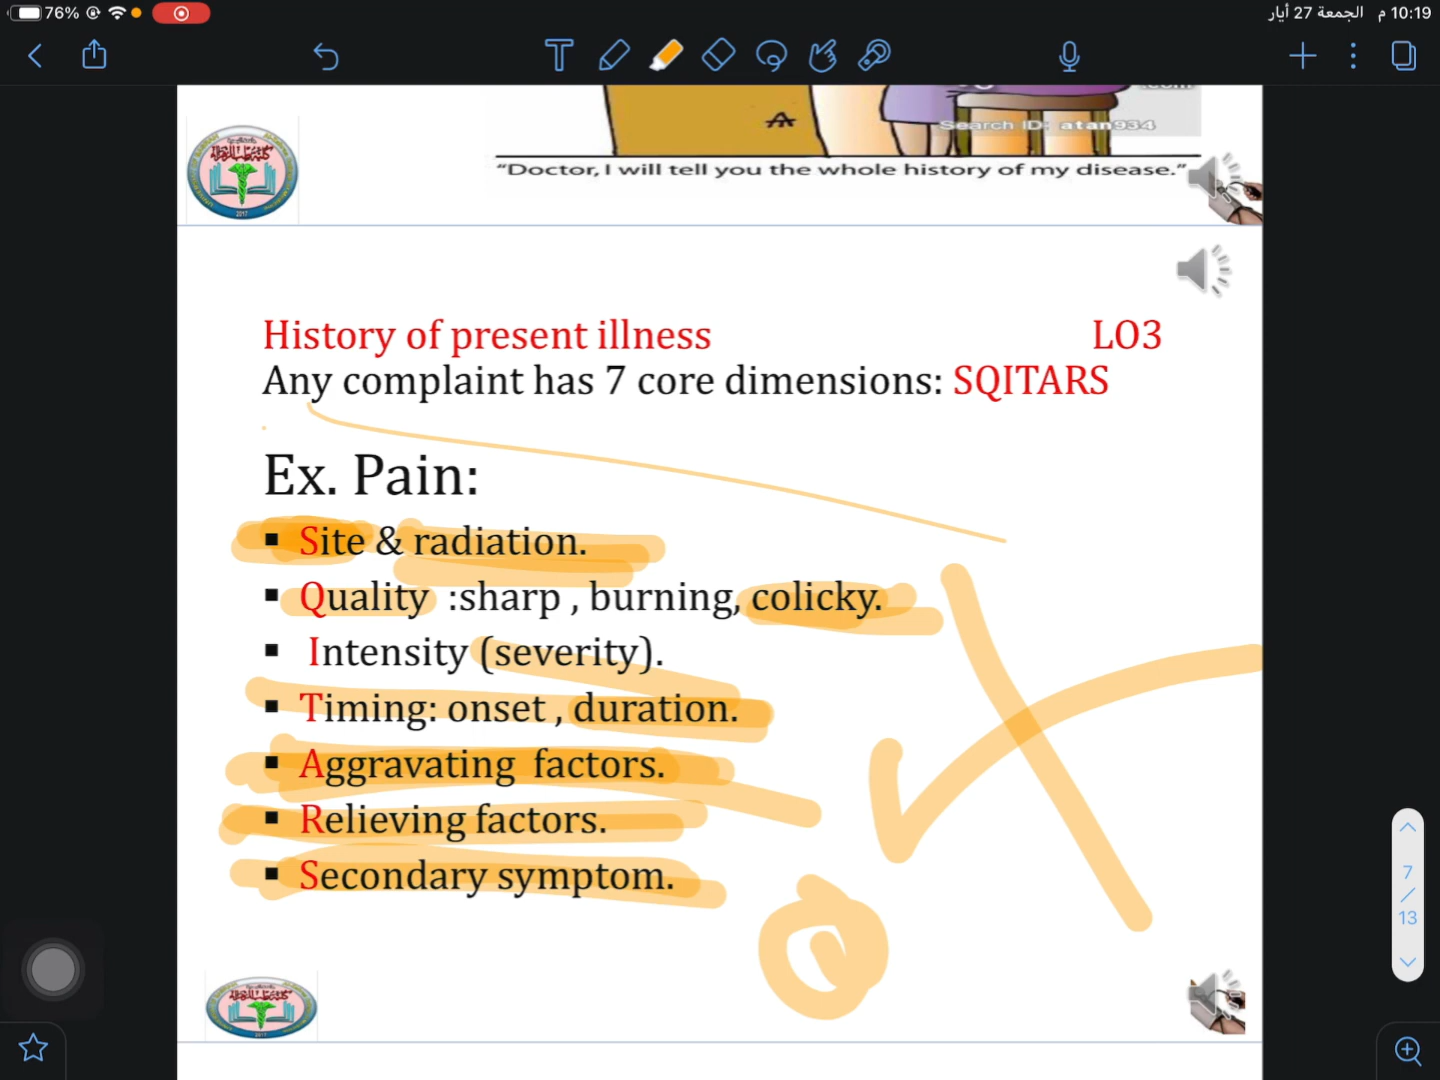 76%
10:19 م الجمعة 27 أيار
Search ID: atan934
"Doctor, I will tell you the whole history of my disease."
2017
History of present illness LO3
Any complaint has 7 core dimensions: SQITARS
Ex. Pain:
▪ Site & radiation.
▪ Quality :sharp , burning, colicky.
▪ Intensity (severity).
▪ Timing: onset , duration.
▪ Aggravating factors.
▪ Relieving factors.
▪ Secondary symptom.
7
/
13